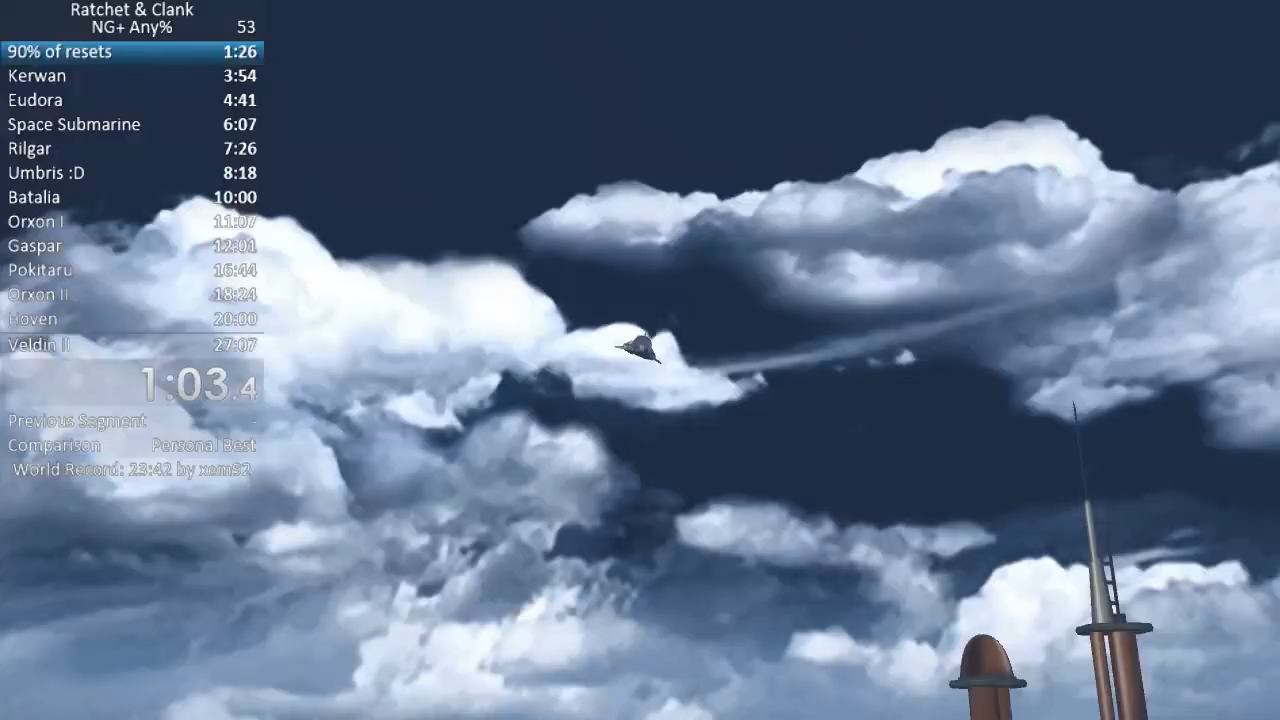 Ratchet & Clank
NG+ Any% 53
90% of resets 1:26
Kerwan 3:54
Eudora 4:41
Space Submarine 6:07
Rilgar 7:26
Umbris :D 8:18
Batalia 10:00
Orxon I 11:07
Gaspar 12:01
Pokitaru 16:44
Orxon II 18:24
Hoven 20:00
Veldin II 27:07
1:03.4
Previous Segment -
Comparison Personal Best
World Record: 23:42 by xem92